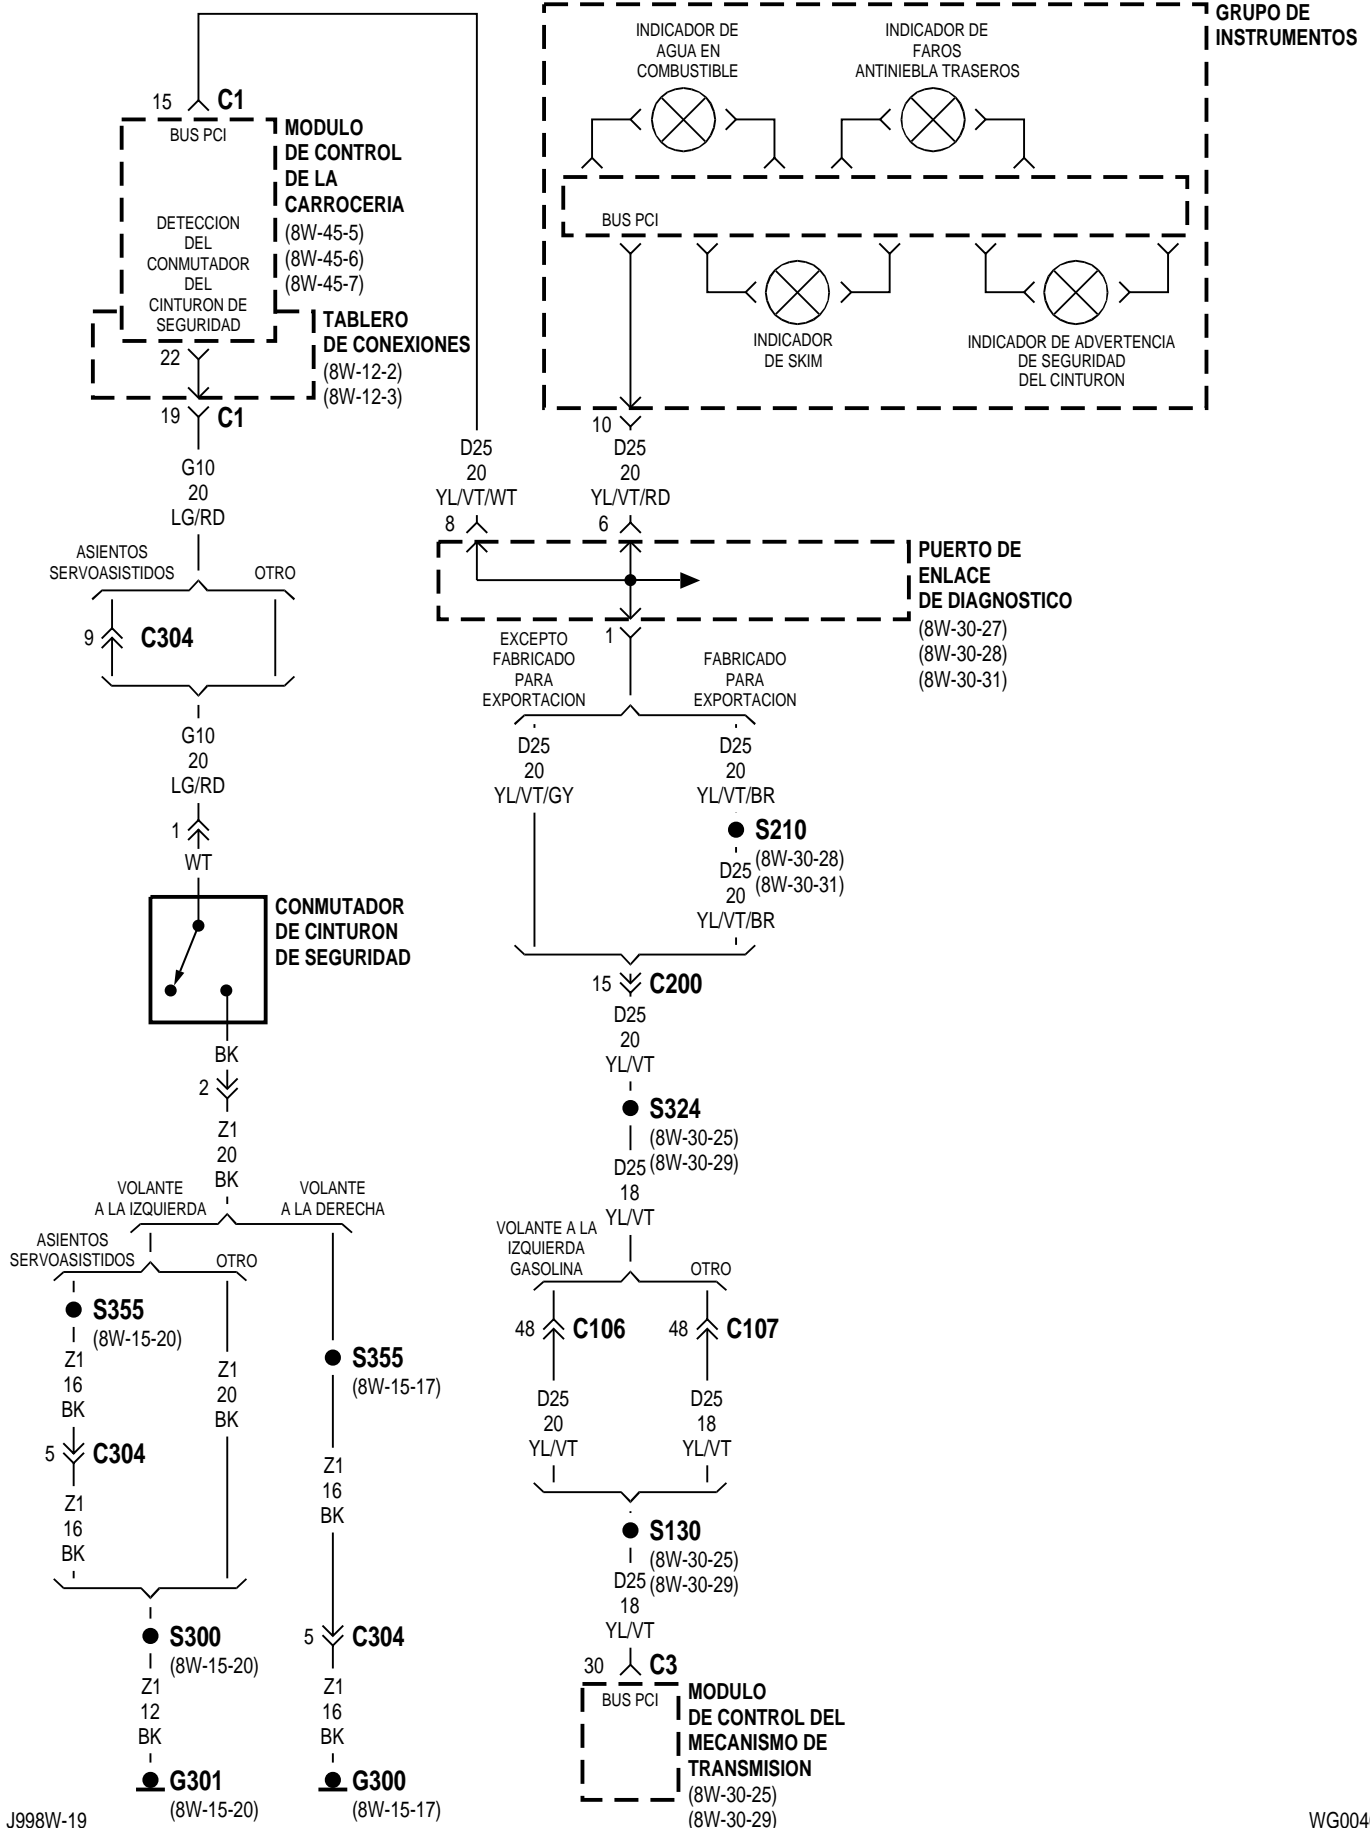 15
C1
BUS PCI
MODULO
DE CONTROL
DE LA
CARROCERIA
(8W-45-5)
(8W-45-6)
(8W-45-7)
DETECCION
DEL
CONMUTADOR
DEL
CINTURON DE
SEGURIDAD
22
TABLERO
DE CONEXIONES
(8W-12-2)
(8W-12-3)
19
C1
G10
20
LG/RD
ASIENTOS
SERVOASISTIDOS
OTRO
9
C304
G10
20
LG/RD
1
WT
CONMUTADOR
DE CINTURON
DE SEGURIDAD
BK
2
Z1
20
BK
VOLANTE
A LA IZQUIERDA
VOLANTE
A LA DERECHA
ASIENTOS
SERVOASISTIDOS
OTRO
S355
(8W-15-20)
Z1
16
BK
5
C304
Z1
16
BK
Z1
20
BK
S300
(8W-15-20)
Z1
12
BK
G301
(8W-15-20)
S355
(8W-15-17)
Z1
16
BK
5
C304
Z1
16
BK
G300
(8W-15-17)
GRUPO DE
INSTRUMENTOS
INDICADOR DE
AGUA EN
COMBUSTIBLE
INDICADOR DE
FAROS
ANTINIEBLA TRASEROS
BUS PCI
INDICADOR
DE SKIM
INDICADOR DE ADVERTENCIA
DE SEGURIDAD
DEL CINTURON
10
D25
20
YL/VT/WT
8
D25
20
YL/VT/RD
6
PUERTO DE
ENLACE
DE DIAGNOSTICO
(8W-30-27)
(8W-30-28)
(8W-30-31)
1
EXCEPTO
FABRICADO
PARA
EXPORTACION
FABRICADO
PARA
EXPORTACION
D25
20
YL/VT/GY
D25
20
YL/VT/BR
S210
(8W-30-28)
(8W-30-31)
D25
20
YL/VT/BR
15
C200
D25
20
YL/VT
S324
(8W-30-25)
(8W-30-29)
D25
18
YL/VT
VOLANTE A LA
IZQUIERDA
GASOLINA
OTRO
48
C106
48
C107
D25
20
YL/VT
D25
18
YL/VT
S130
(8W-30-25)
(8W-30-29)
D25
18
YL/VT
30
C3
BUS PCI
MODULO
DE CONTROL DEL
MECANISMO DE
TRANSMISION
(8W-30-25)
(8W-30-29)
J998W-19